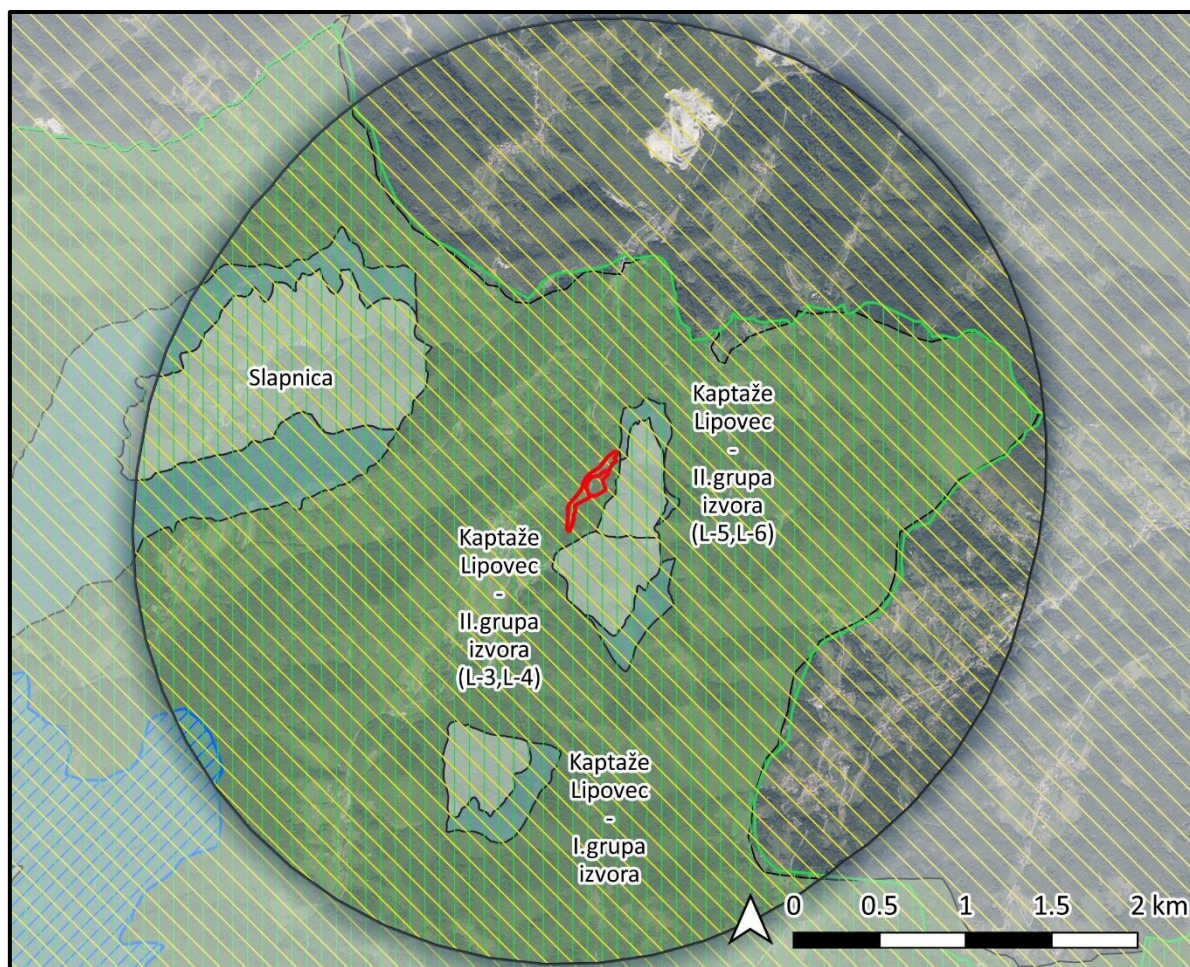 Slapnica
Kaptaže
Lipovec
-
II.grupa
izvora
(L-5,L-6)
Kaptaže
Lipovec
-
II.grupa
izvora
(L-3,L-4)
Kaptaže
Lipovec
-
I.grupa
izvora
0 0.5 1 1.5 2 km